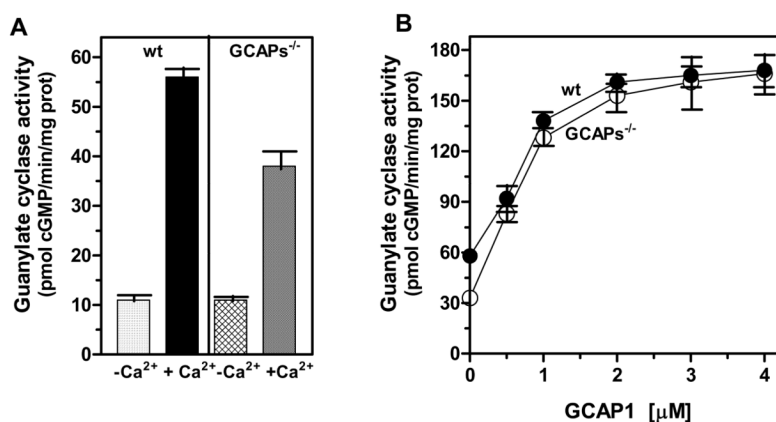 A
wt GCAPs-/-
Guanylate cyclase activity
(pmol cGMP/min/mg prot)
60
50
40
30
20
10
0
-Ca2+ + Ca2+ -Ca2+ +Ca2+
B
wt
GCAPs-/-
Guanylate cyclase activity
(pmol cGMP/min/mg prot)
180
150
120
90
60
30
0
0 1 2 3 4
GCAP1 [µM]